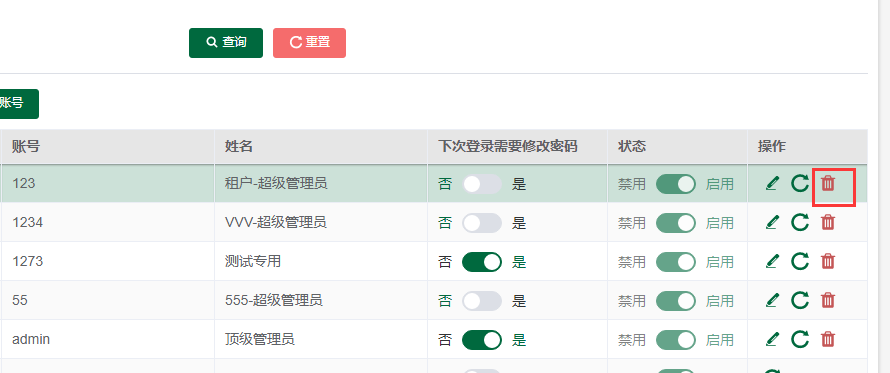 查询 重置
账号
账号 姓名 下次登录需要修改密码 状态 操作
123 租户-超级管理员 否 是 禁用 启用
1234 VVV-超级管理员 否 是 禁用 启用
1273 测试专用 否 是 禁用 启用
55 555-超级管理员 否 是 禁用 启用
admin 顶级管理员 否 是 禁用 启用